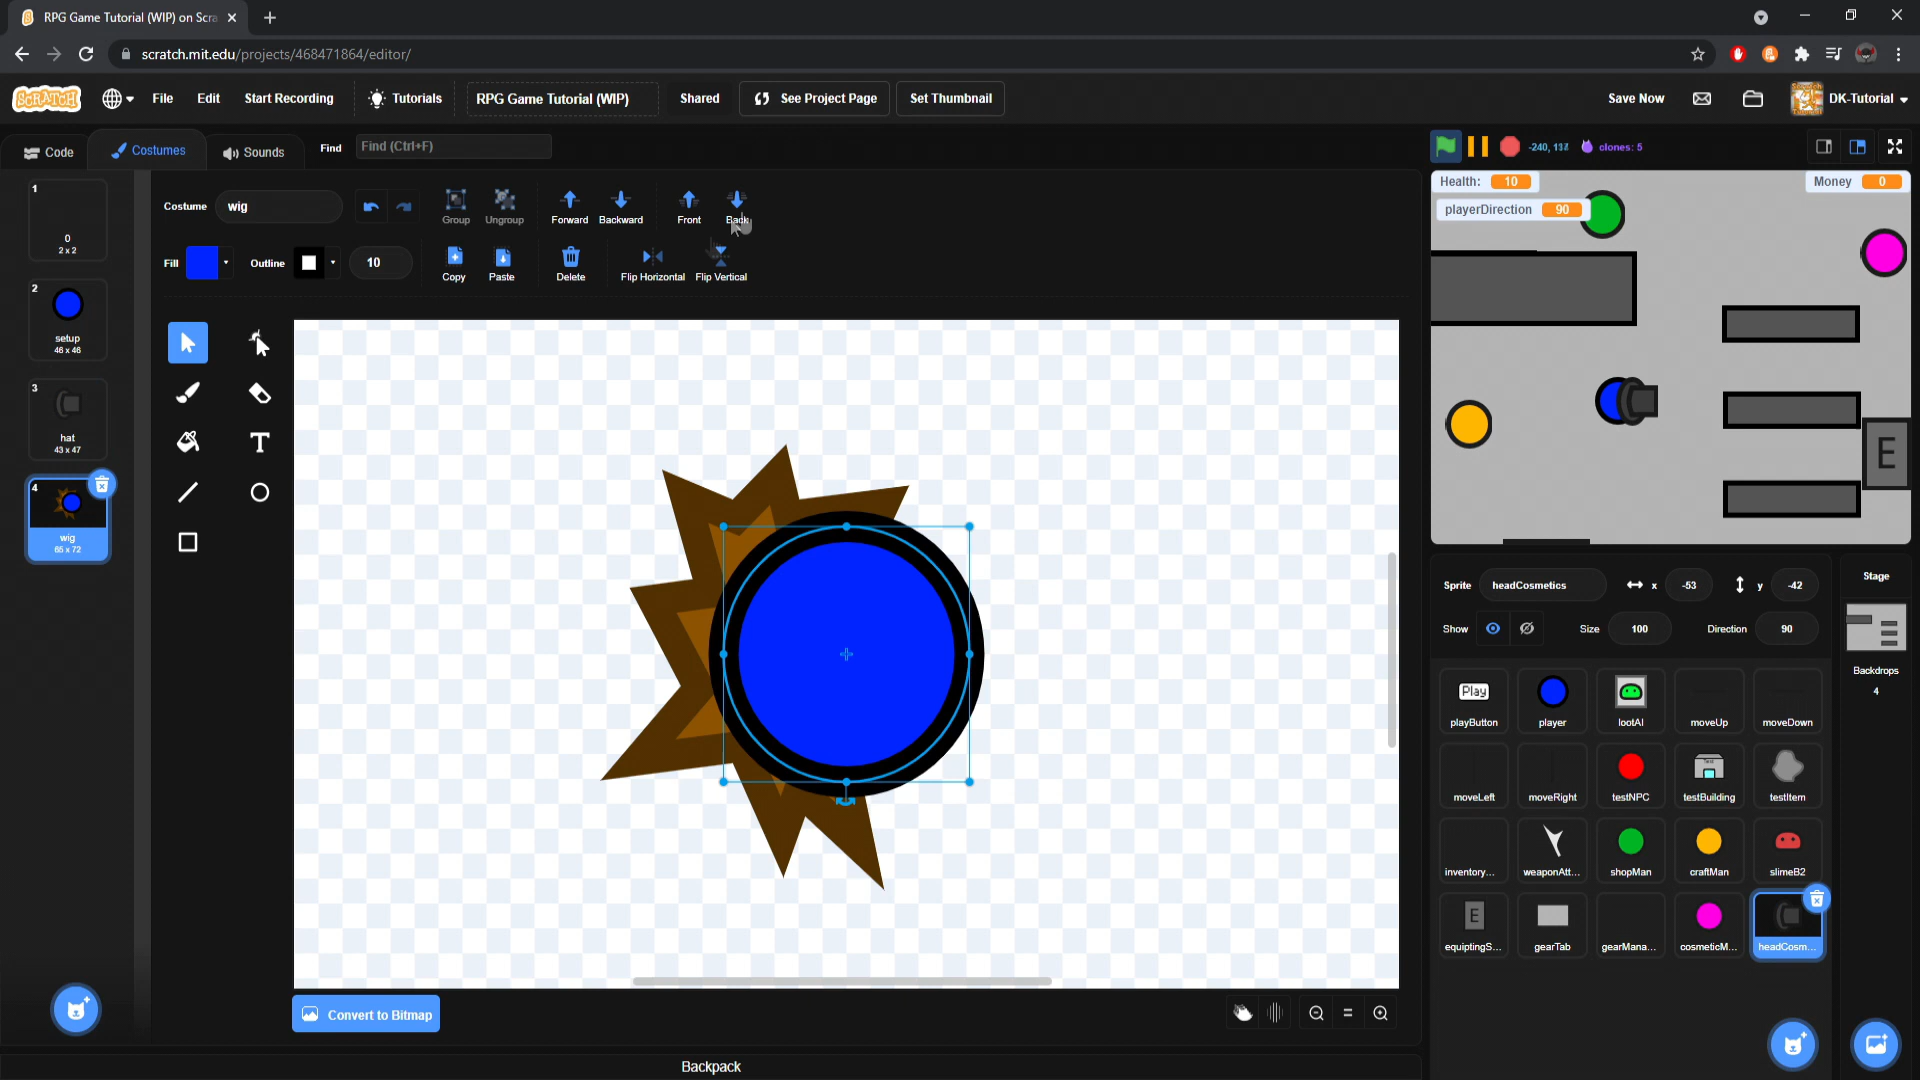 RPG Game Tutorial (WIP) on Scra
scratch.mit.edu/projects/468471864/editor/
SCRATCH
File
Edit
Start Recording
Tutorials
RPG Game Tutorial (WIP)
Shared
See Project Page
Set Thumbnail
Save Now
DK-Tutorial
Code
Costumes
Sounds
Find
Find (Ctrl+F)
clones: 5
Costume
wig
Group
Ungroup
Forward
Backward
Front
Back
Fill
Outline
10
Copy
Paste
Delete
Flip Horizontal
Flip Vertical
1
0
2 x 2
2
setup
46 x 46
3
hat
43 x 47
4
wig
65 x 72
Convert to Bitmap
Backpack
Health: 10
Money 0
playerDirection 90
E
Sprite
headCosmetics
x
-53
y
-42
Show
Size
100
Direction
90
Stage
Backdrops
4
Play
playButton
player
lootAI
moveUp
moveDown
moveLeft
moveRight
testNPC
Test
testBuilding
testItem
inventory...
weaponAtt...
shopMan
craftMan
slimeB2
E
equiptingS...
gearTab
gearMana...
cosmeticM...
headCosm...